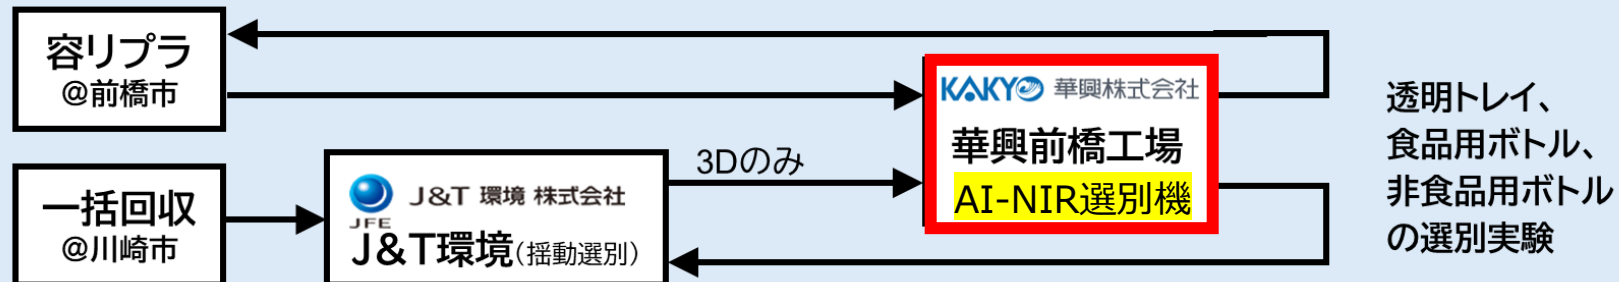 容リプラ
@前橋市
一括回収
@川崎市
JFE
J&T 環境 株式会社
J&T環境(揺動選別)
3Dのみ
KAKYO 華興株式会社
華興前橋工場
AI-NIR選別機
透明トレイ、
食品用ボトル、
非食品用ボトル
の選別実験